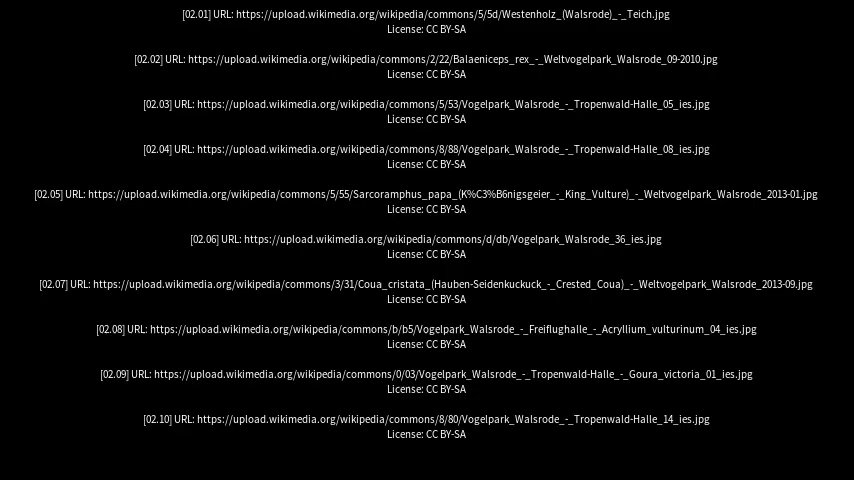 [02.01] URL: https://upload.wikimedia.org/wikipedia/commons/5/5d/Westenholz_(Walsrode)_-_Teich.jpg
License: CC BY-SA
[02.02] URL: https://upload.wikimedia.org/wikipedia/commons/2/22/Balaeniceps_rex_-_Weltvogelpark_Walsrode_09-2010.jpg
License: CC BY-SA
[02.03] URL: https://upload.wikimedia.org/wikipedia/commons/5/53/Vogelpark_Walsrode_-_Tropenwald-Halle_05_ies.jpg
License: CC BY-SA
[02.04] URL: https://upload.wikimedia.org/wikipedia/commons/8/88/Vogelpark_Walsrode_-_Tropenwald-Halle_08_ies.jpg
License: CC BY-SA
[02.05] URL: https://upload.wikimedia.org/wikipedia/commons/5/55/Sarcoramphus_papa_(K%C3%B6nigsgeier_-_King_Vulture)_-_Weltvogelpark_Walsrode_2013-01.jpg
License: CC BY-SA
[02.06] URL: https://upload.wikimedia.org/wikipedia/commons/d/db/Vogelpark_Walsrode_36_ies.jpg
License: CC BY-SA
[02.07] URL: https://upload.wikimedia.org/wikipedia/commons/3/31/Coua_cristata_(Hauben-Seidenkuckuck_-_Crested_Coua)_-_Weltvogelpark_Walsrode_2013-09.jpg
License: CC BY-SA
[02.08] URL: https://upload.wikimedia.org/wikipedia/commons/b/b5/Vogelpark_Walsrode_-_Freiflughalle_-_Acryllium_vulturinum_04_ies.jpg
License: CC BY-SA
[02.09] URL: https://upload.wikimedia.org/wikipedia/commons/0/03/Vogelpark_Walsrode_-_Tropenwald-Halle_-_Goura_victoria_01_ies.jpg
License: CC BY-SA
[02.10] URL: https://upload.wikimedia.org/wikipedia/commons/8/80/Vogelpark_Walsrode_-_Tropenwald-Halle_14_ies.jpg
License: CC BY-SA